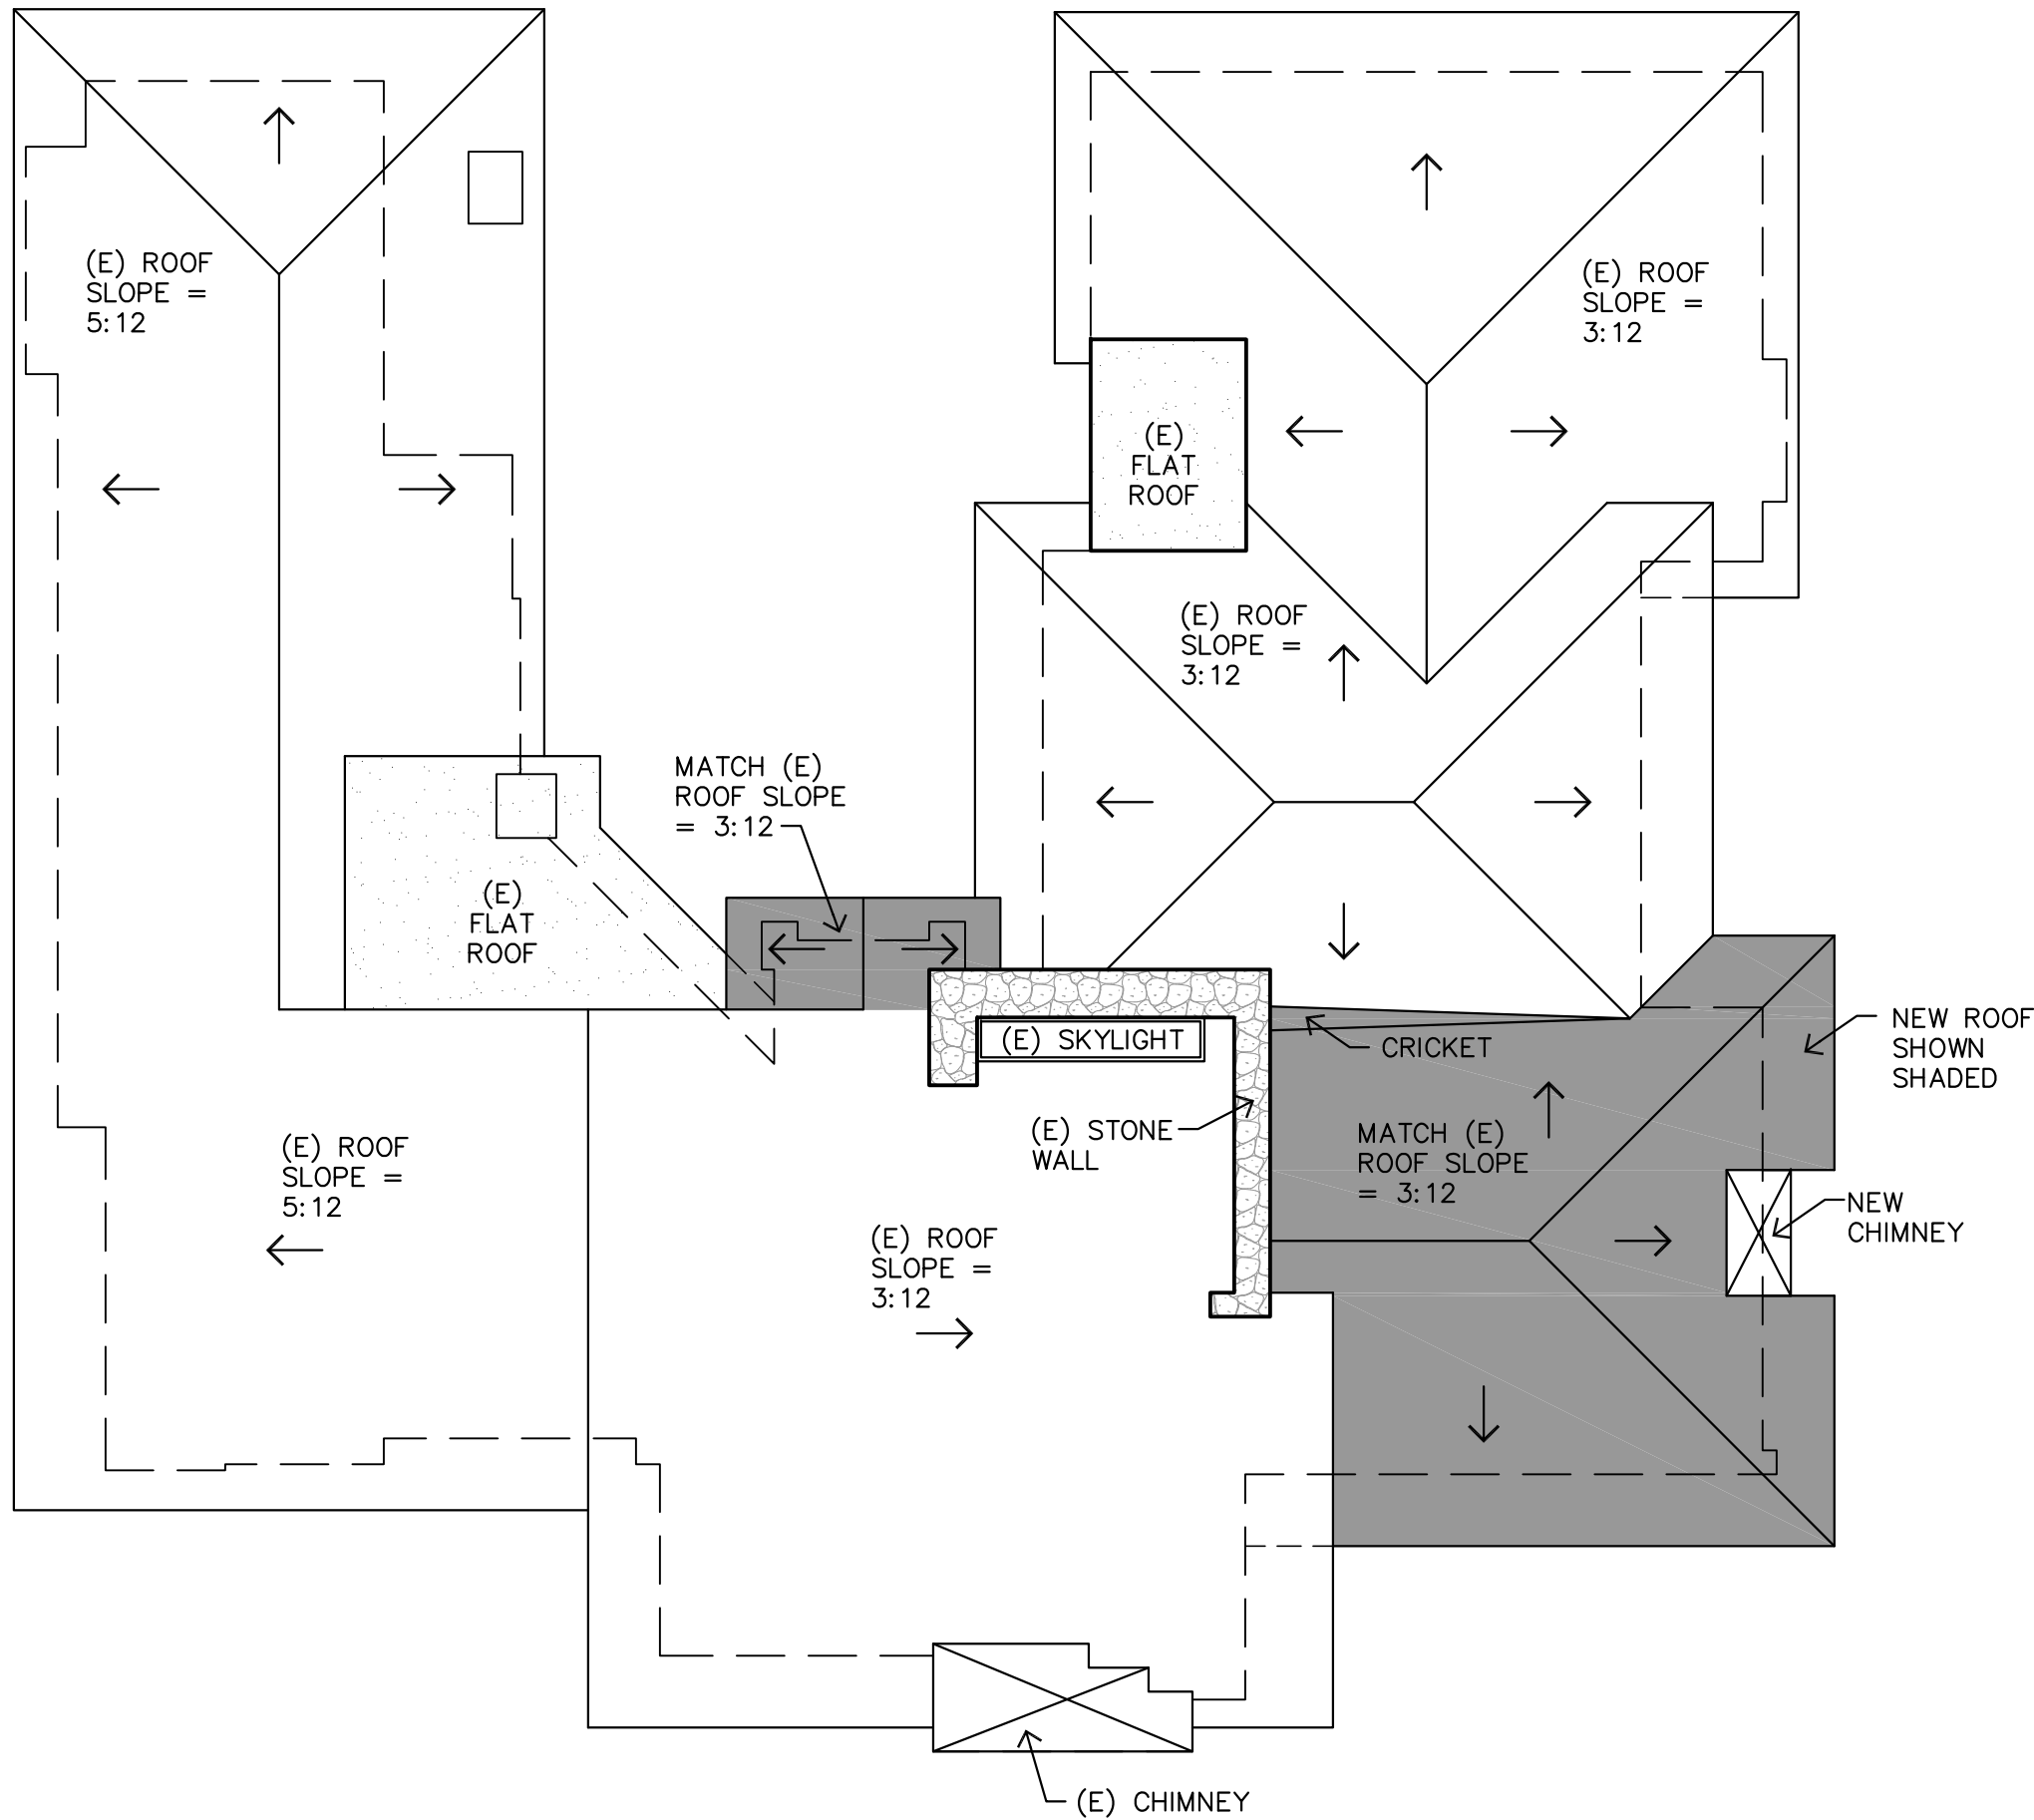 (E) ROOF
SLOPE =
5:12
(E) ROOF
SLOPE =
3:12
(E)
FLAT
ROOF
(E) ROOF
SLOPE =
3:12
MATCH (E)
ROOF SLOPE
= 3:12
(E)
FLAT
ROOF
(E) SKYLIGHT
CRICKET
NEW ROOF
SHOWN
SHADED
(E) STONE
WALL
MATCH (E)
ROOF SLOPE
= 3:12
(E) ROOF
SLOPE =
5:12
NEW
CHIMNEY
(E) ROOF
SLOPE =
3:12
(E) CHIMNEY